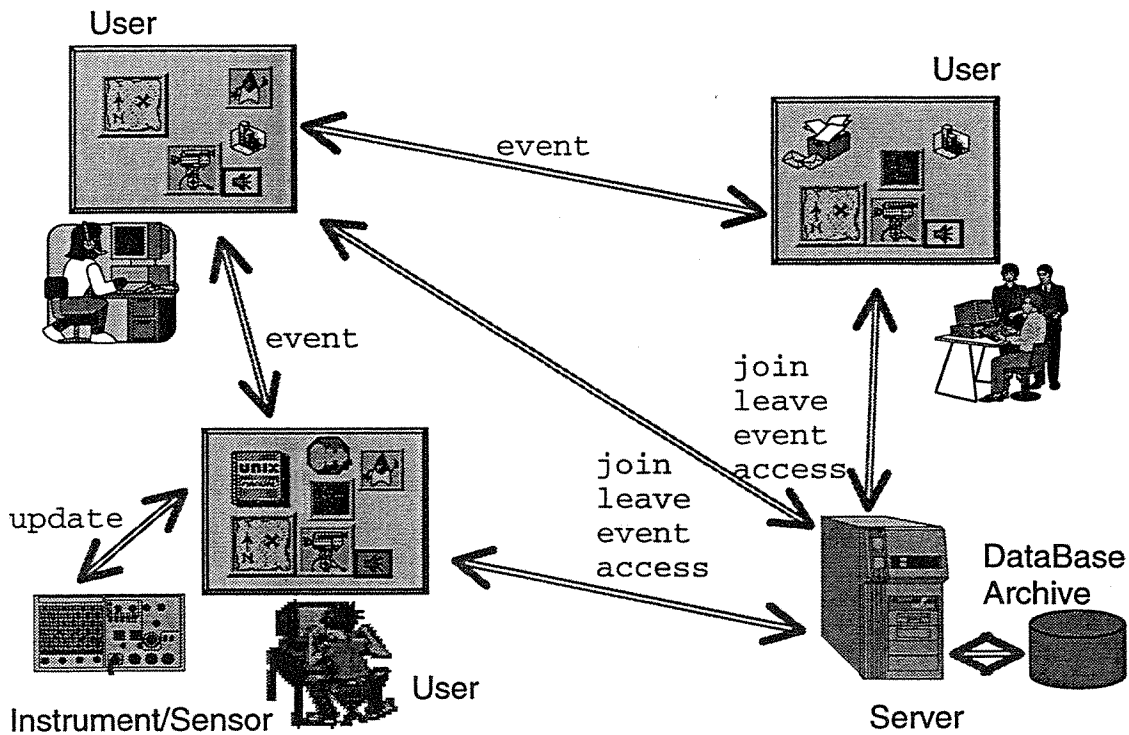 User
User
event
event
join
leave
event
access
join
leave
event
access
unix
update
DataBase
Archive
User
Instrument/Sensor
Server
N
N